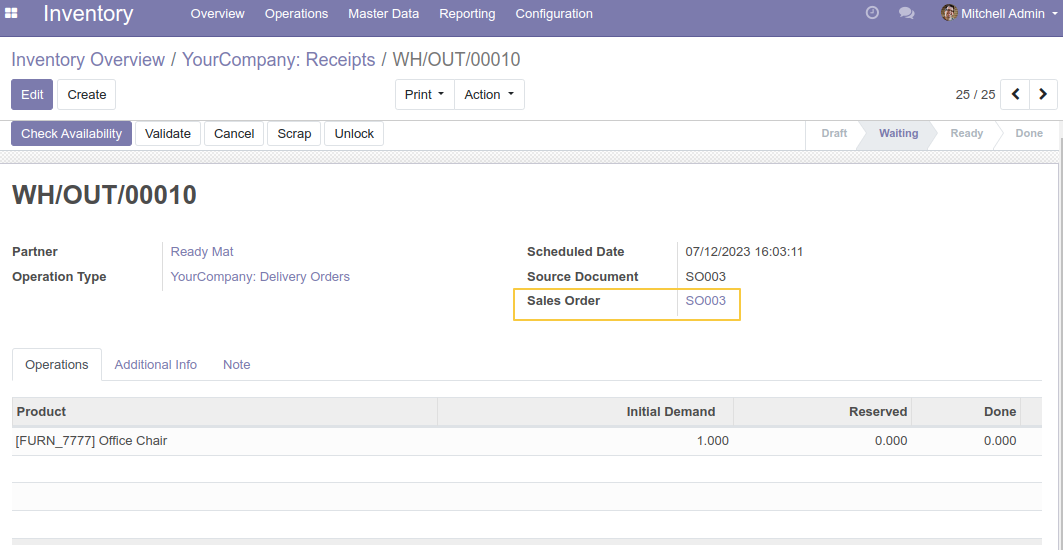 Inventory Overview Operations Master Data Reporting Configuration Mitchell Admin
Inventory Overview / YourCompany: Receipts / WH/OUT/00010
Edit Create Print Action 25 / 25
Check Availability Validate Cancel Scrap Unlock Draft Waiting Ready Done
WH/OUT/00010
Partner Ready Mat Scheduled Date 07/12/2023 16:03:11
Operation Type YourCompany: Delivery Orders Source Document SO003
Sales Order SO003
Operations Additional Info Note
Product Initial Demand Reserved Done
[FURN_7777] Office Chair 1.000 0.000 0.000